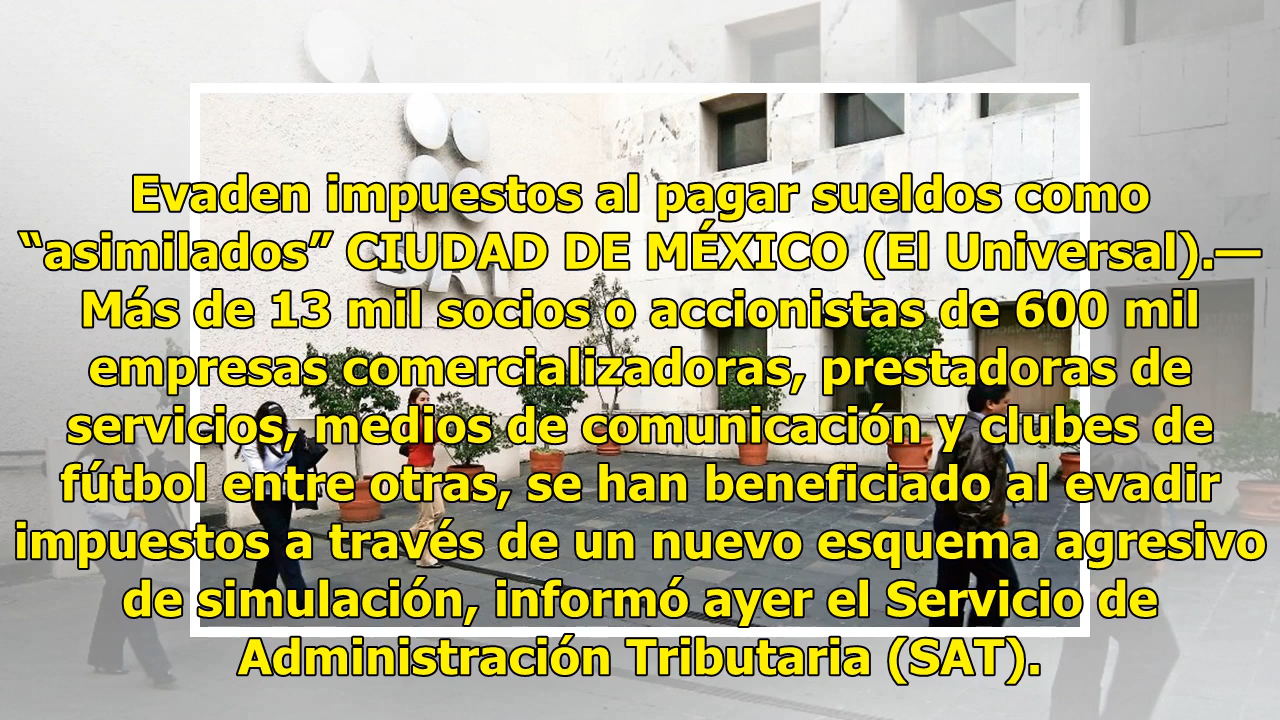 Evaden impuestos al pagar sueldos como
“asimilados” CIUDAD DE MÉXICO (El Universal).—
Más de 13 mil socios o accionistas de 600 mil
empresas comercializadoras, prestadoras de
servicios, medios de comunicación y clubes de
fútbol entre otras, se han beneficiado al evadir
impuestos a través de un nuevo esquema agresivo
de simulación, informó ayer el Servicio de
Administración Tributaria (SAT).